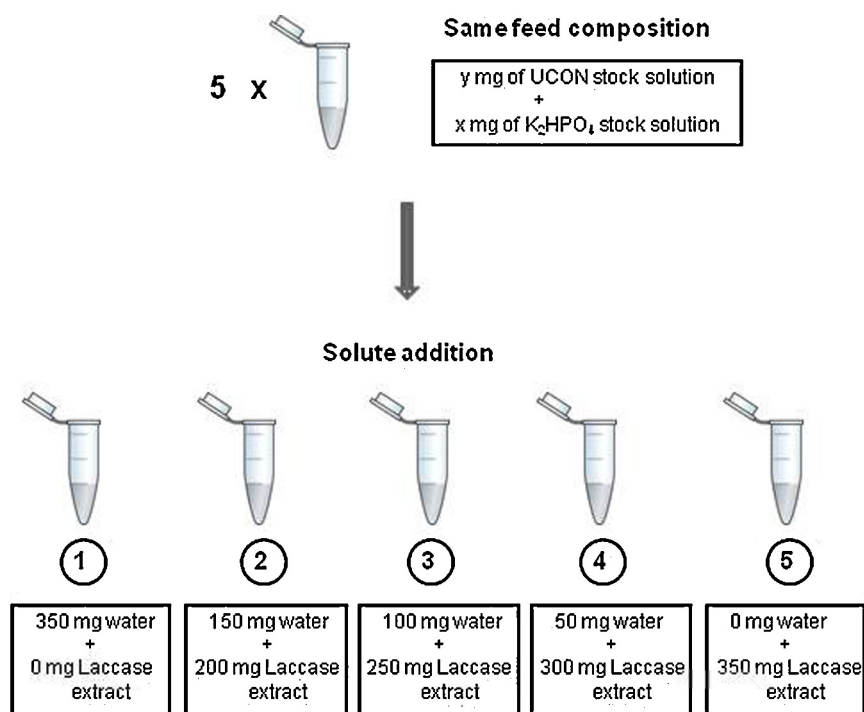 Same feed composition
5 x
y mg of UCON stock solution
+
x mg of K₂HPO₄ stock solution
Solute addition
1
2
3
4
5
350 mg water
+
0 mg Laccase
extract
150 mg water
+
200 mg Laccase
extract
100 mg water
+
250 mg Laccase
extract
50 mg water
+
300 mg Laccase
extract
0 mg water
+
350 mg Laccase
extract